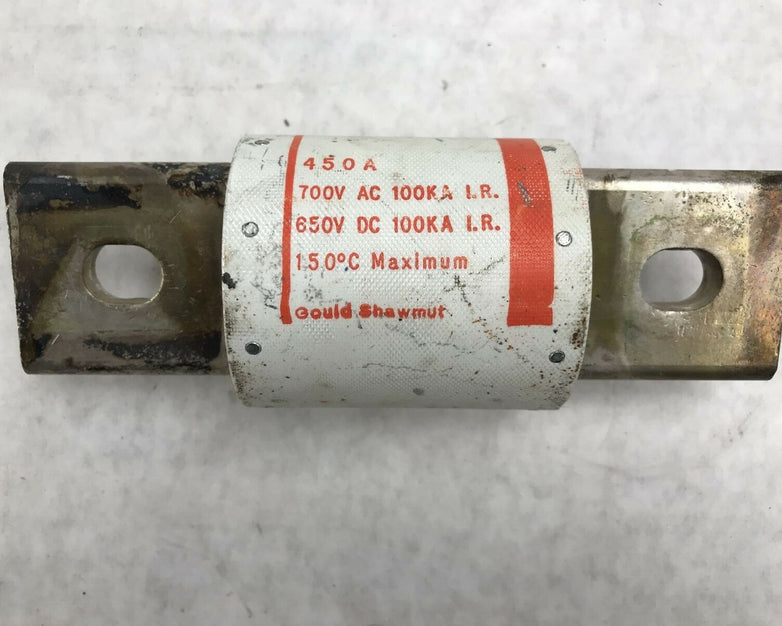 450A
700V AC 100KA I.R.
650V DC 100KA I.R.
150°C Maximum
Gould Shawmut